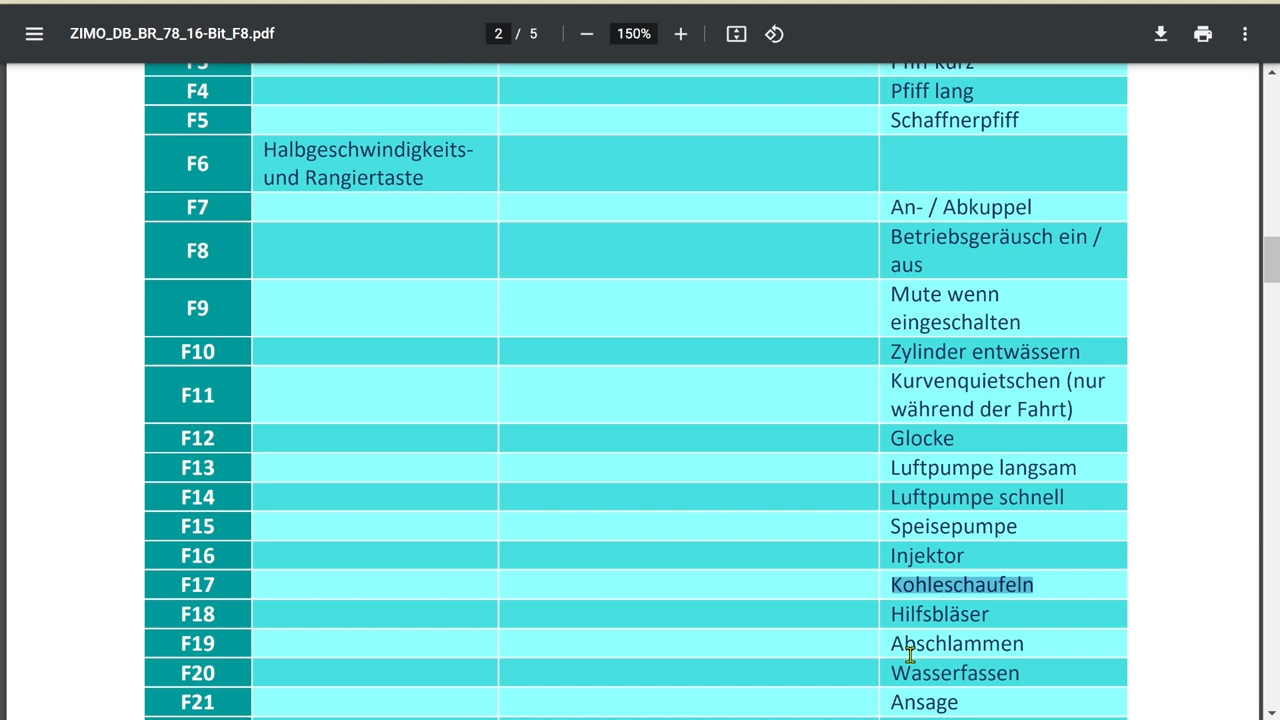 ZIMO_DB_BR_78_16-Bit_F8.pdf
2 / 5
150%
F3 Pfiff kurz
F4 Pfiff lang
F5 Schaffnerpfiff
F6 Halbgeschwindigkeits-
und Rangiertaste
F7 An- / Abkuppel
F8 Betriebsgeräusch ein /
aus
F9 Mute wenn
eingeschalten
F10 Zylinder entwässern
F11 Kurvenquietschen (nur
während der Fahrt)
F12 Glocke
F13 Luftpumpe langsam
F14 Luftpumpe schnell
F15 Speisepumpe
F16 Injektor
F17 Kohleschaufeln
F18 Hilfsbläser
F19 Abschlammen
F20 Wasserfassen
F21 Ansage